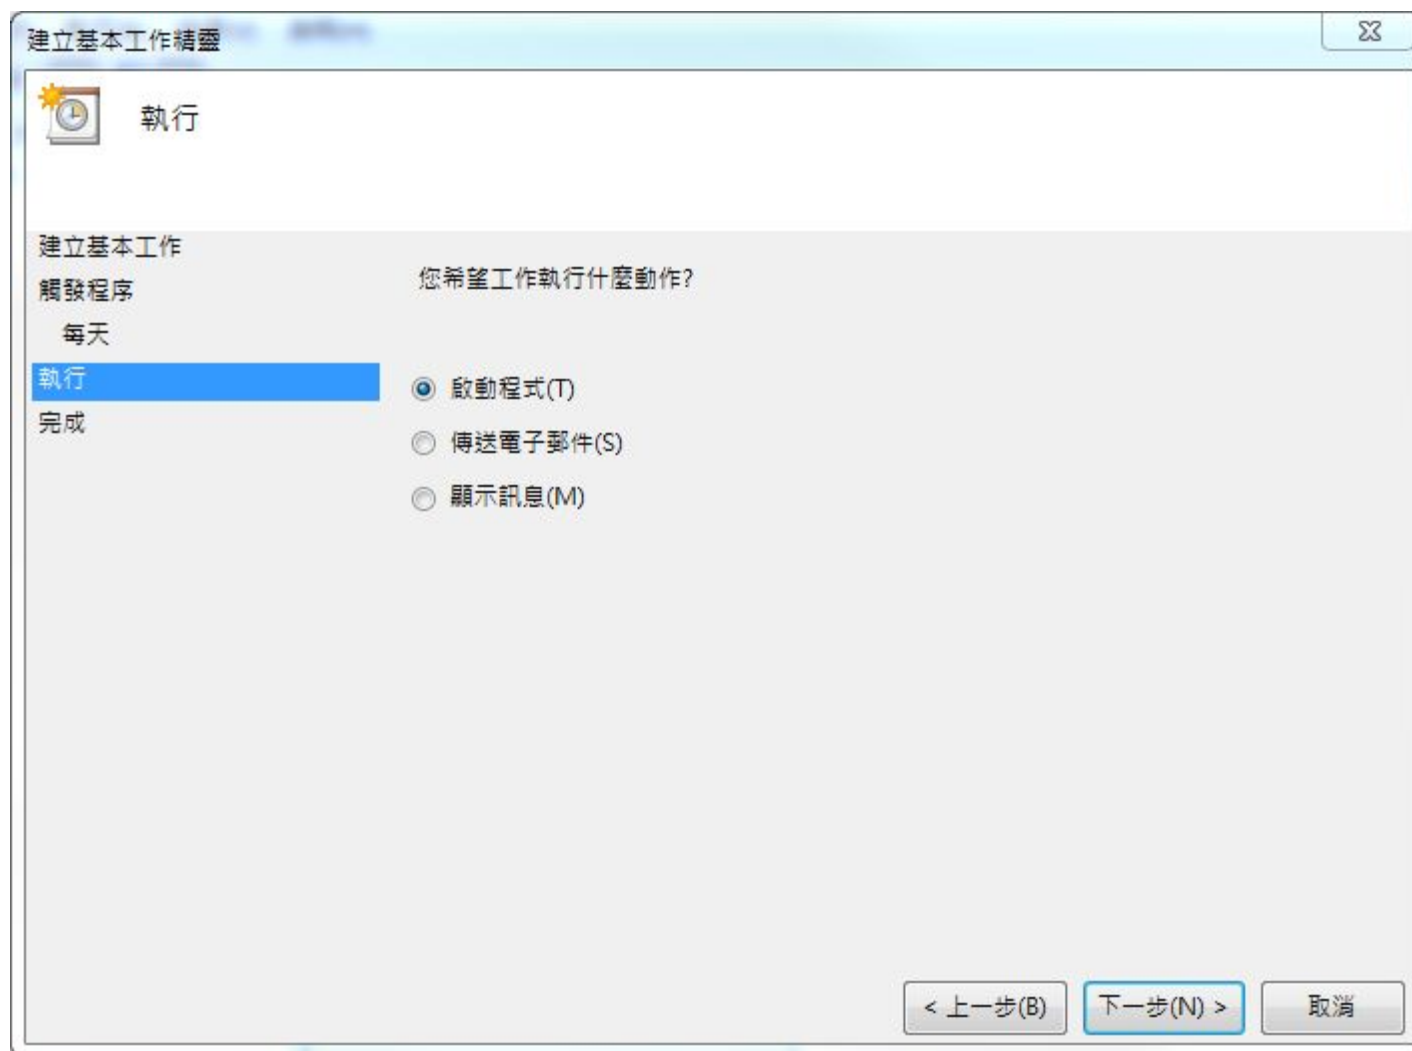 建立基本工作精靈
執行
建立基本工作
觸發程序
每天
執行
完成
您希望工作執行什麼動作?
啟動程式(T)
傳送電子郵件(S)
顯示訊息(M)
< 上一步(B)
下一步(N) >
取消